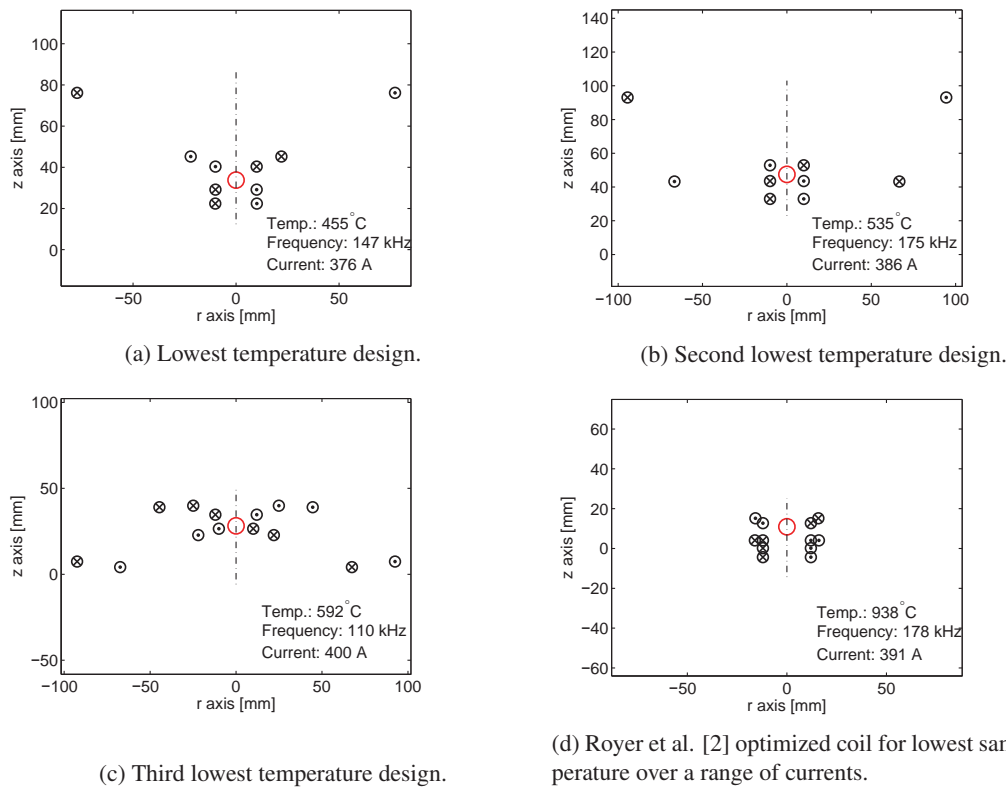 100
80
60
40
20
0
z axis [mm]
−50
0
50
r axis [mm]
Temp.: 455°C
Frequency: 147 kHz
Current: 376 A
(a) Lowest temperature design.
140
120
100
80
60
40
20
0
z axis [mm]
−100
−50
0
50
100
r axis [mm]
Temp.: 535°C
Frequency: 175 kHz
Current: 386 A
(b) Second lowest temperature design.
100
50
0
−50
z axis [mm]
−100
−50
0
50
100
r axis [mm]
Temp.: 592°C
Frequency: 110 kHz
Current: 400 A
(c) Third lowest temperature design.
60
40
20
0
−20
−40
−60
z axis [mm]
−50
0
50
r axis [mm]
Temp.: 938°C
Frequency: 178 kHz
Current: 391 A
(d) Royer et al. [2] optimized coil for lowest sam
perature over a range of currents.